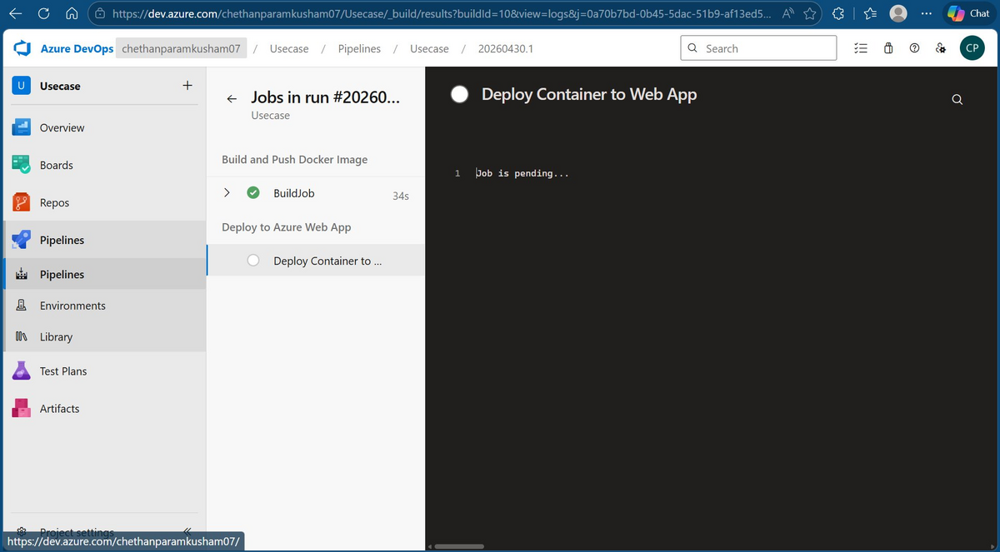 https://dev.azure.com/chethanparamkusham07/Usecase/_build/results?buildId=10&view=logs&j=0a70b7bd-0b45-5dac-51b9-af13ed5...
Chat
Azure DevOps chethanparamkusham07 / Usecase / Pipelines / Usecase / 20260430.1
Search
CP
U Usecase
Overview
Boards
Repos
Pipelines
Pipelines
Environments
Library
Test Plans
Artifacts
Project settings
https://dev.azure.com/chethanparamkusham07/
Jobs in run #20260...
Usecase
Build and Push Docker Image
BuildJob 34s
Deploy to Azure Web App
Deploy Container to ...
Deploy Container to Web App
1 Job is pending...